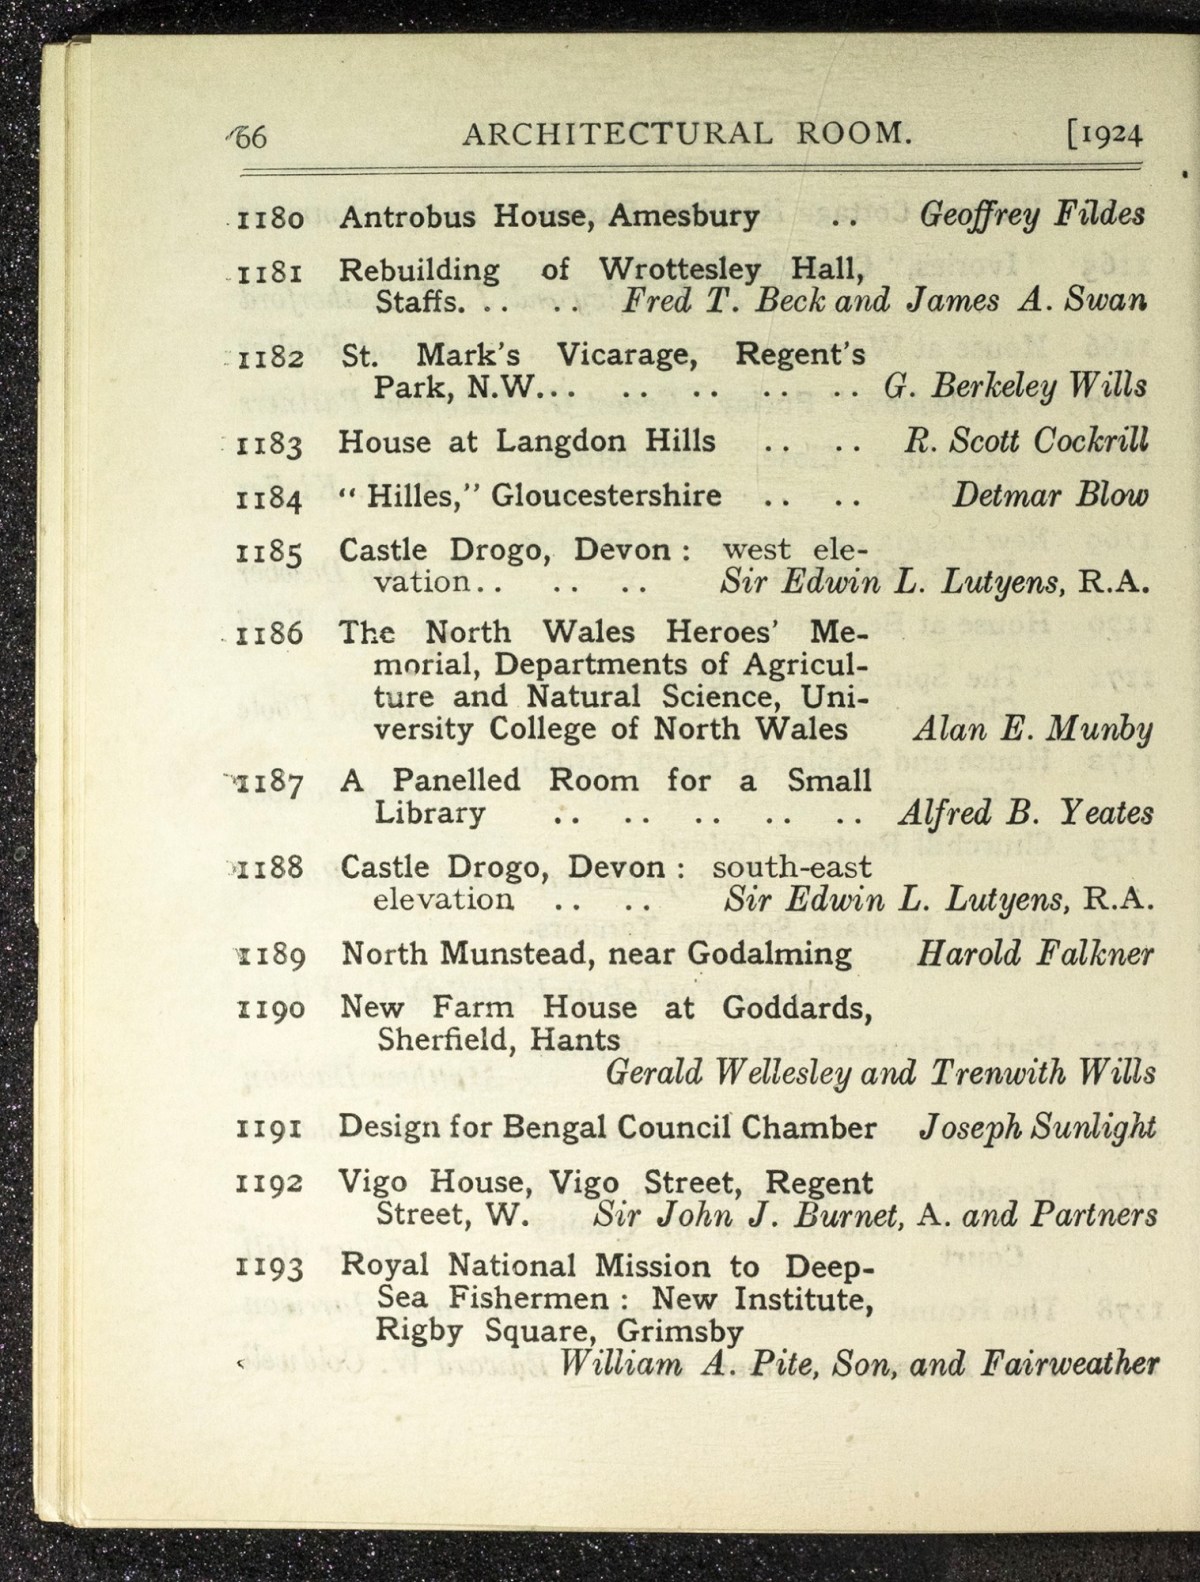 66 ARCHITECTURAL ROOM. [1924
1180 Antrobus House, Amesbury .. Geoffrey Fildes
1181 Rebuilding of Wrottesley Hall,
Staffs. .. .. Fred T. Beck and James A. Swan
1182 St. Mark's Vicarage, Regent's
Park, N.W... .. .. .. .. G. Berkeley Wills
1183 House at Langdon Hills .. .. R. Scott Cockrill
1184 “ Hilles,” Gloucestershire .. .. Detmar Blow
1185 Castle Drogo, Devon : west ele-
vation.. .. .. Sir Edwin L. Lutyens, R.A.
1186 The North Wales Heroes' Me-
morial, Departments of Agricul-
ture and Natural Science, Uni-
versity College of North Wales Alan E. Munby
1187 A Panelled Room for a Small
Library .. .. .. .. .. Alfred B. Yeates
1188 Castle Drogo, Devon : south-east
elevation .. .. Sir Edwin L. Lutyens, R.A.
1189 North Munstead, near Godalming Harold Falkner
1190 New Farm House at Goddards,
Sherfield, Hants
Gerald Wellesley and Trenwith Wills
1191 Design for Bengal Council Chamber Joseph Sunlight
1192 Vigo House, Vigo Street, Regent
Street, W. Sir John J. Burnet, A. and Partners
1193 Royal National Mission to Deep-
Sea Fishermen : New Institute,
Rigby Square, Grimsby
William A. Pite, Son, and Fairweather